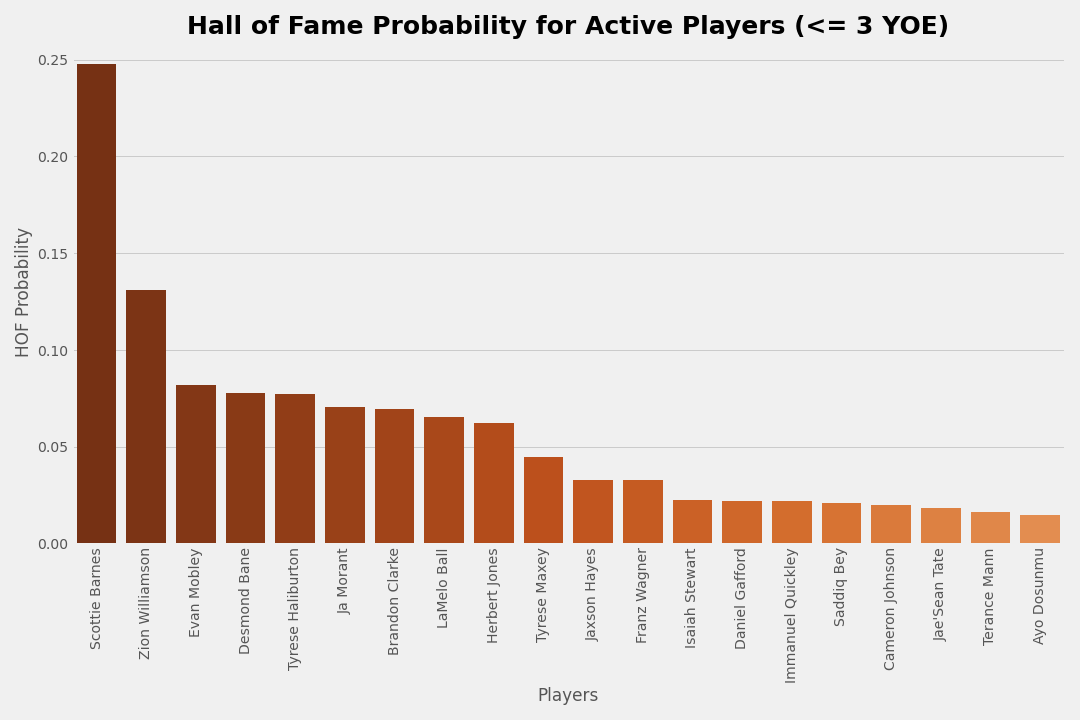 Hall of Fame Probability for Active Players (<= 3 YOE)
0.25
0.20
0.15
0.10
0.05
0.00
HOF Probability
Scottie Barnes
Zion Williamson
Evan Mobley
Desmond Bane
Tyrese Haliburton
Ja Morant
Brandon Clarke
LaMelo Ball
Herbert Jones
Tyrese Maxey
Jaxson Hayes
Franz Wagner
Isaiah Stewart
Daniel Gafford
Immanuel Quickley
Saddiq Bey
Cameron Johnson
Jae'Sean Tate
Terance Mann
Ayo Dosunmu
Players